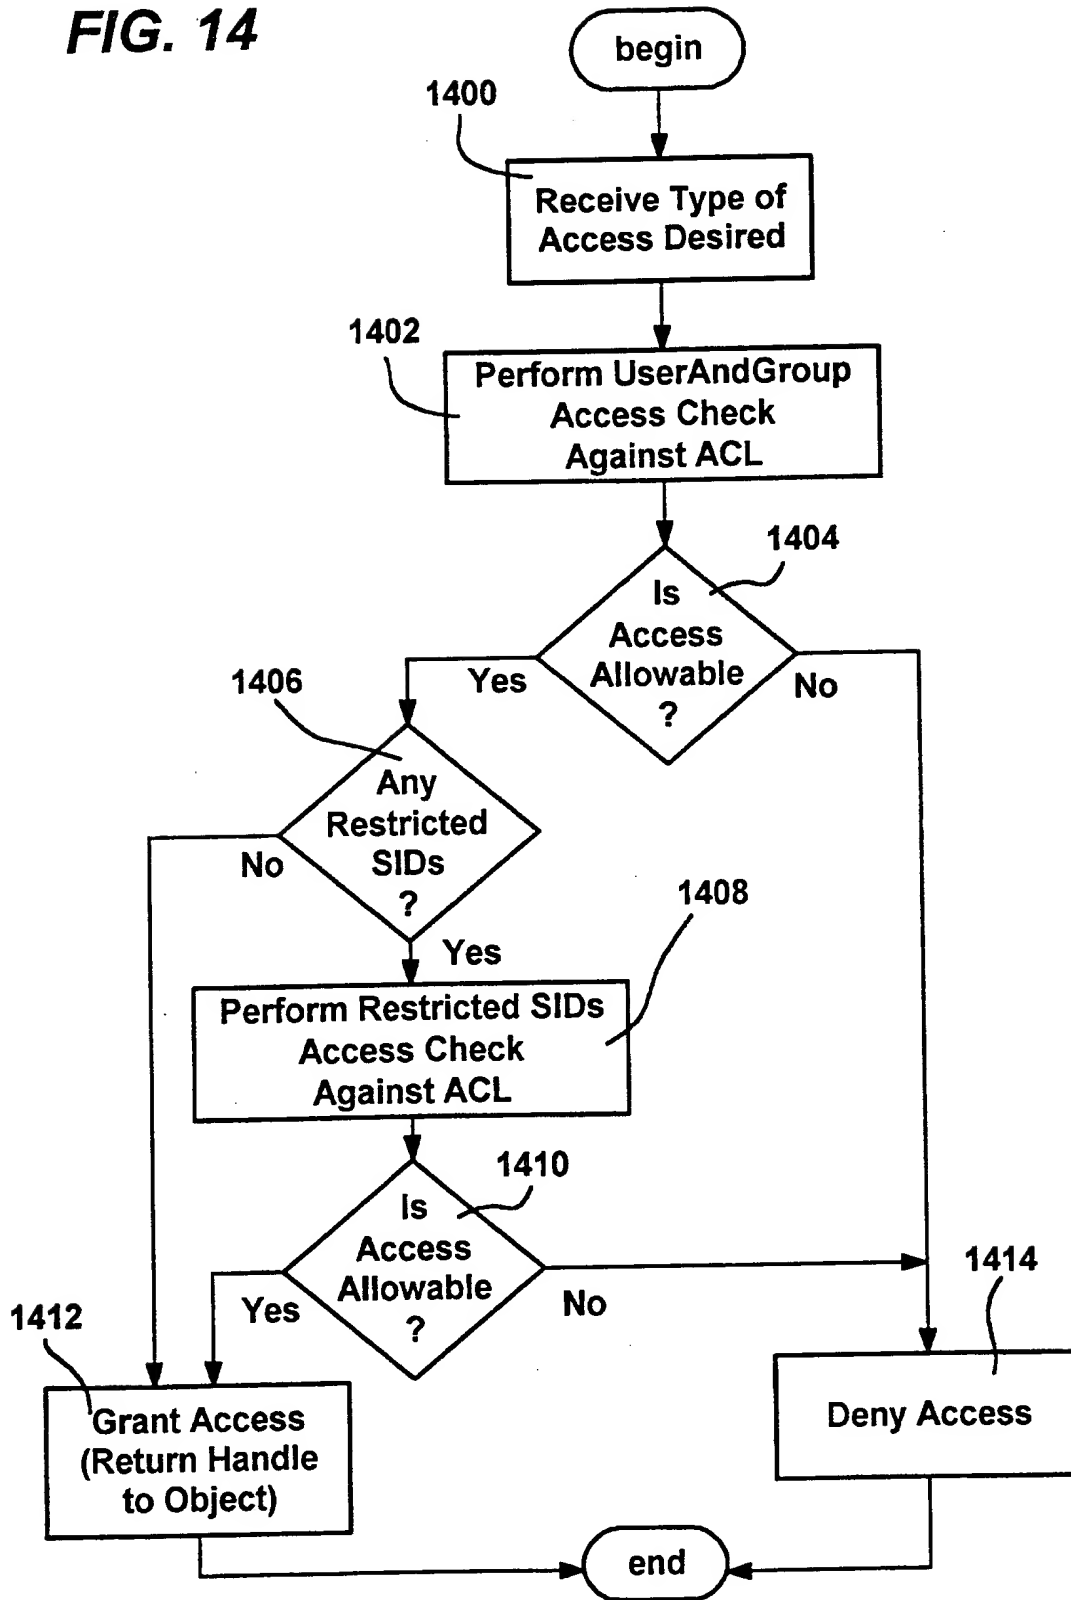 FIG. 14
begin
1400
Receive Type of
Access Desired
1402
Perform UserAndGroup
Access Check
Against ACL
1404
Is
Access
Allowable
?
Yes
No
1406
Any
Restricted
SIDs
?
No
Yes
1408
Perform Restricted SIDs
Access Check
Against ACL
1410
Is
Access
Allowable
?
Yes
No
1412
Grant Access
(Return Handle
to Object)
1414
Deny Access
end